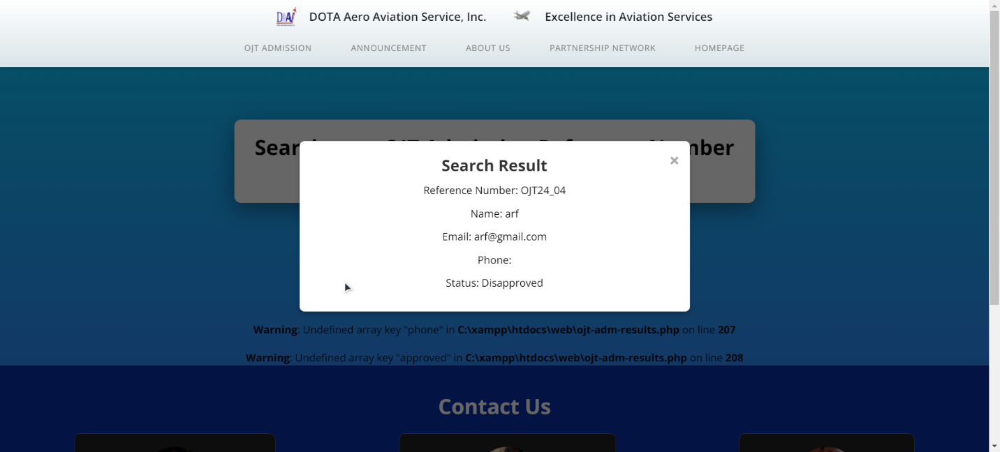 DOTA Aero Aviation Service, Inc. Excellence in Aviation Services
OJT ADMISSION ANNOUNCEMENT ABOUT US PARTNERSHIP NETWORK HOMEPAGE
Search Result
×
Reference Number: OJT24_04
Name: arf
Email: arf@gmail.com
Phone:
Status: Disapproved
Warning: Undefined array key "phone" in C:\xampp\htdocs\web\ojt-adm-results.php on line 207
Warning: Undefined array key "approved" in C:\xampp\htdocs\web\ojt-adm-results.php on line 208
Contact Us